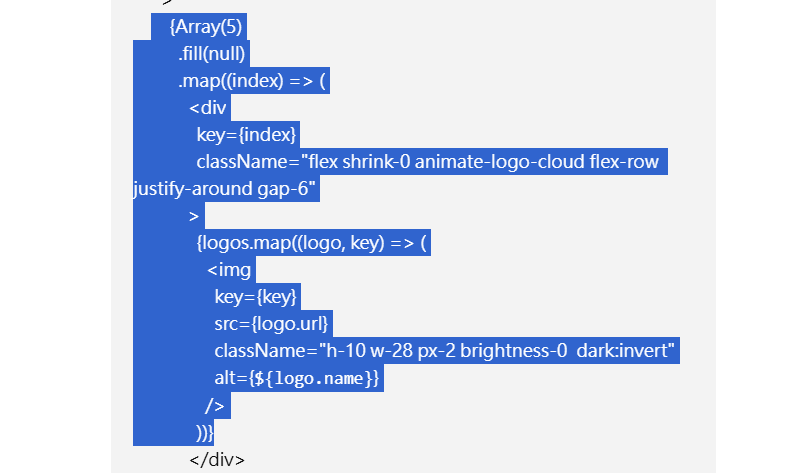 >
{Array(5)
.fill(null)
.map((index) => (
<div
key={index}
className="flex shrink-0 animate-logo-cloud flex-row
justify-around gap-6"
>
{logos.map((logo, key) => (
<img
key={key}
src={logo.url}
className="h-10 w-28 px-2 brightness-0  dark:invert"
alt={${logo.name}}
/>
))}
</div>